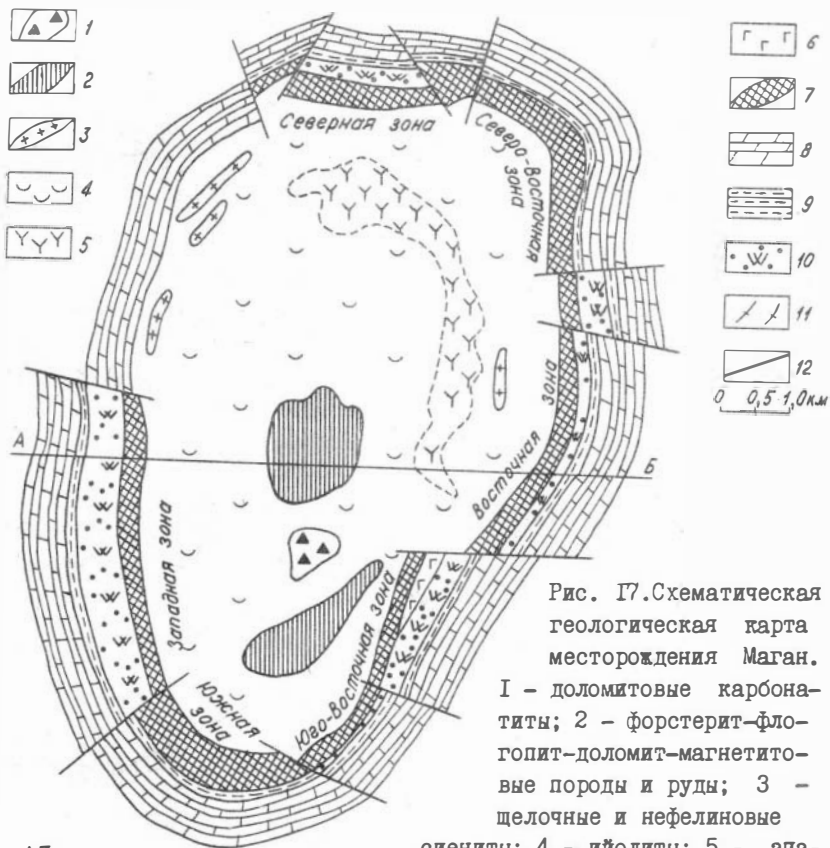 1
2
3
4
5
6
7
8
9
10
11
12
0 0,5 1,0км
Северная зона
Северо-Восточная
зона
А
Б
Восточная зона
Западная зона
Южная
зона
Юго-Восточная зона
Рис. I7.Схематическая
геологическая карта
месторождения Маган.
I - доломитовые карбона-
титы; 2 - форстерит-фло-
гопит-доломит-магнетито-
вые породы и руды; 3 -
щелочные и нефелиновые
сиениты; 4 - ийолиты; 5 - апа-